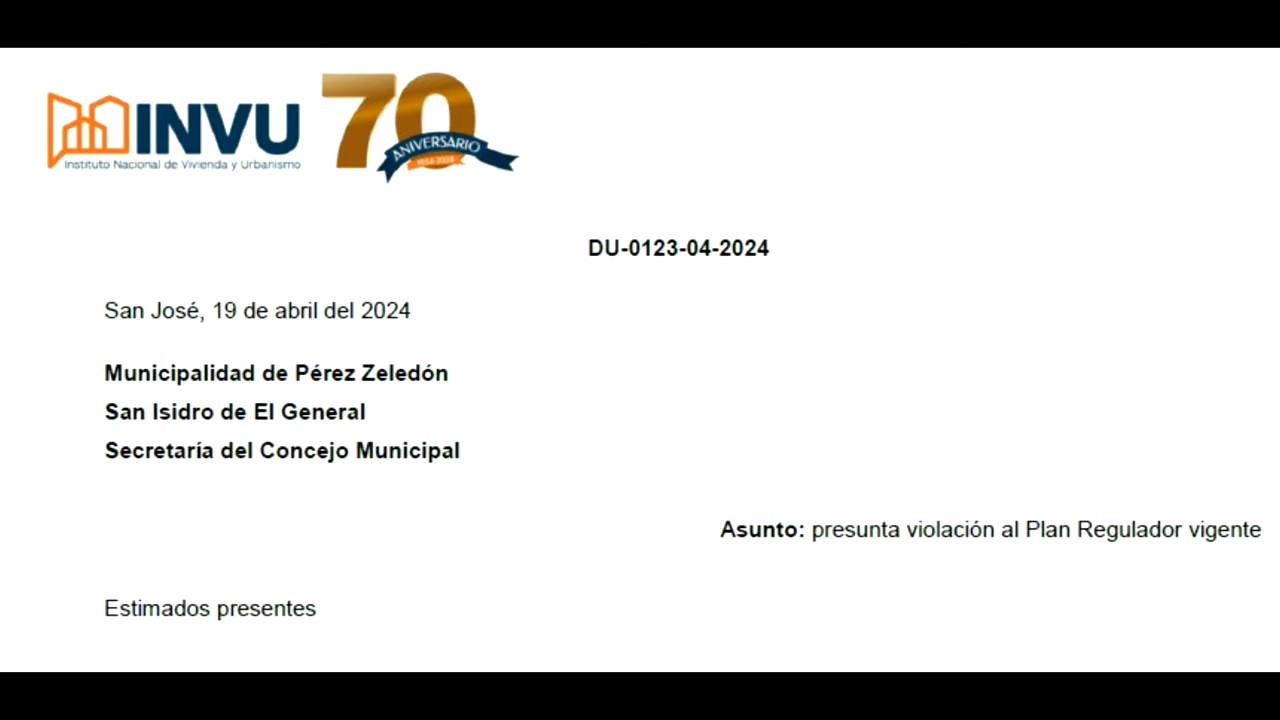 INVU
Instituto Nacional de Vivienda y Urbanismo
70
ANIVERSARIO
1954-2024
DU-0123-04-2024
San José, 19 de abril del 2024
Municipalidad de Pérez Zeledón
San Isidro de El General
Secretaría del Concejo Municipal
Asunto: presunta violación al Plan Regulador vigente
Estimados presentes